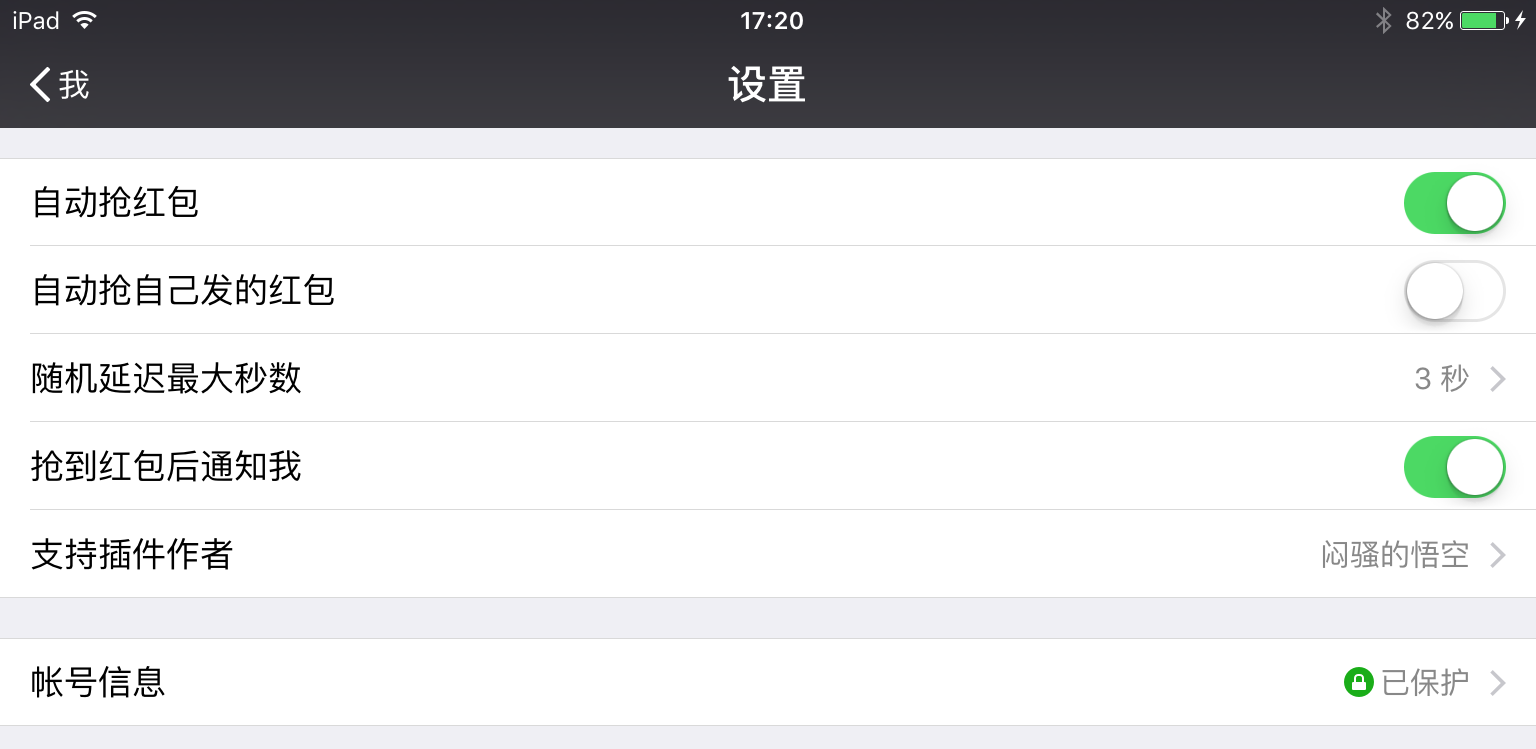 iPad 17:20 82%
我 设置
自动抢红包
自动抢自己发的红包
随机延迟最大秒数 3 秒
抢到红包后通知我
支持插件作者 闷骚的悟空
帐号信息 已保护